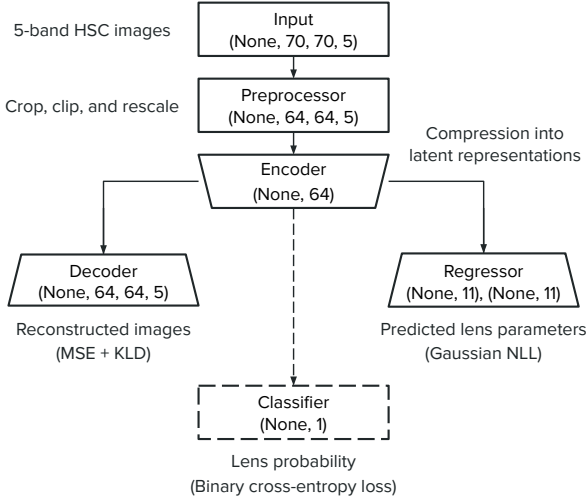 Input
5-band HSC images
(None, 70, 70, 5)
Preprocessor
Crop, clip, and rescale
(None, 64, 64, 5)
Compression into
latent representations
Encoder
(None, 64)
Decoder
(None, 64, 64, 5)
Reconstructed images
(MSE + KLD)
Regressor
(None, 11), (None, 11)
Predicted lens parameters
(Gaussian NLL)
Classifier
(None, 1)
Lens probability
(Binary cross-entropy loss)